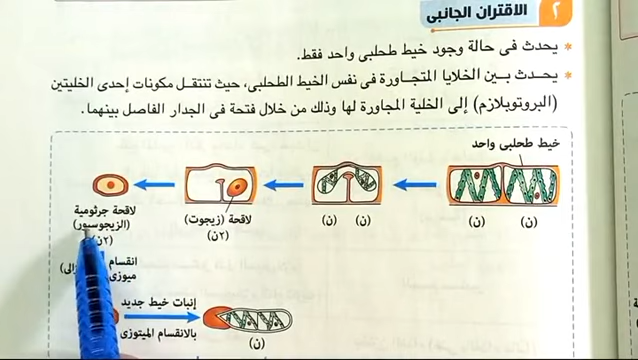 ٢ الاقتران الجانبى
* يحدث فى حالة وجود خيط طحلبى واحد فقط.
* يحدث بين الخلايا المتجاورة فى نفس الخيط الطحلبى، حيث تنتقل مكونات إحدى الخليتين
(البروتوبلازم) إلى الخلية المجاورة لها وذلك من خلال فتحة فى الجدار الفاصل بينهما.
خيط طحلبى واحد
(ن) (ن)
(ن) (ن)
لاقحة (زيجوت)
(٢ن)
لاقحة جرثومية
(الزيجوسبور)
(٢ن)
انقسام
ميوزى
إنبات خيط جديد
بالانقسام الميتوزى
(ن)